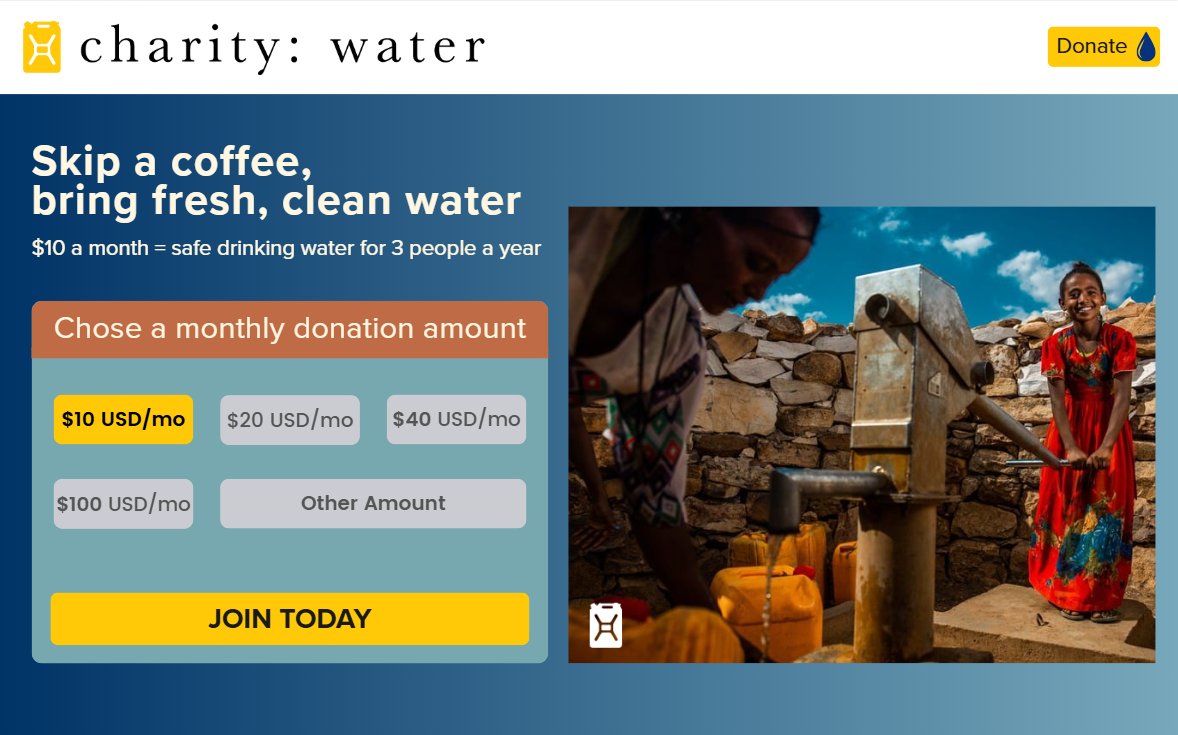 charity: water
Donate
Skip a coffee,
bring fresh, clean water
$10 a month = safe drinking water for 3 people a year
Chose a monthly donation amount
$10 USD/mo
$20 USD/mo
$40 USD/mo
$100 USD/mo
Other Amount
JOIN TODAY